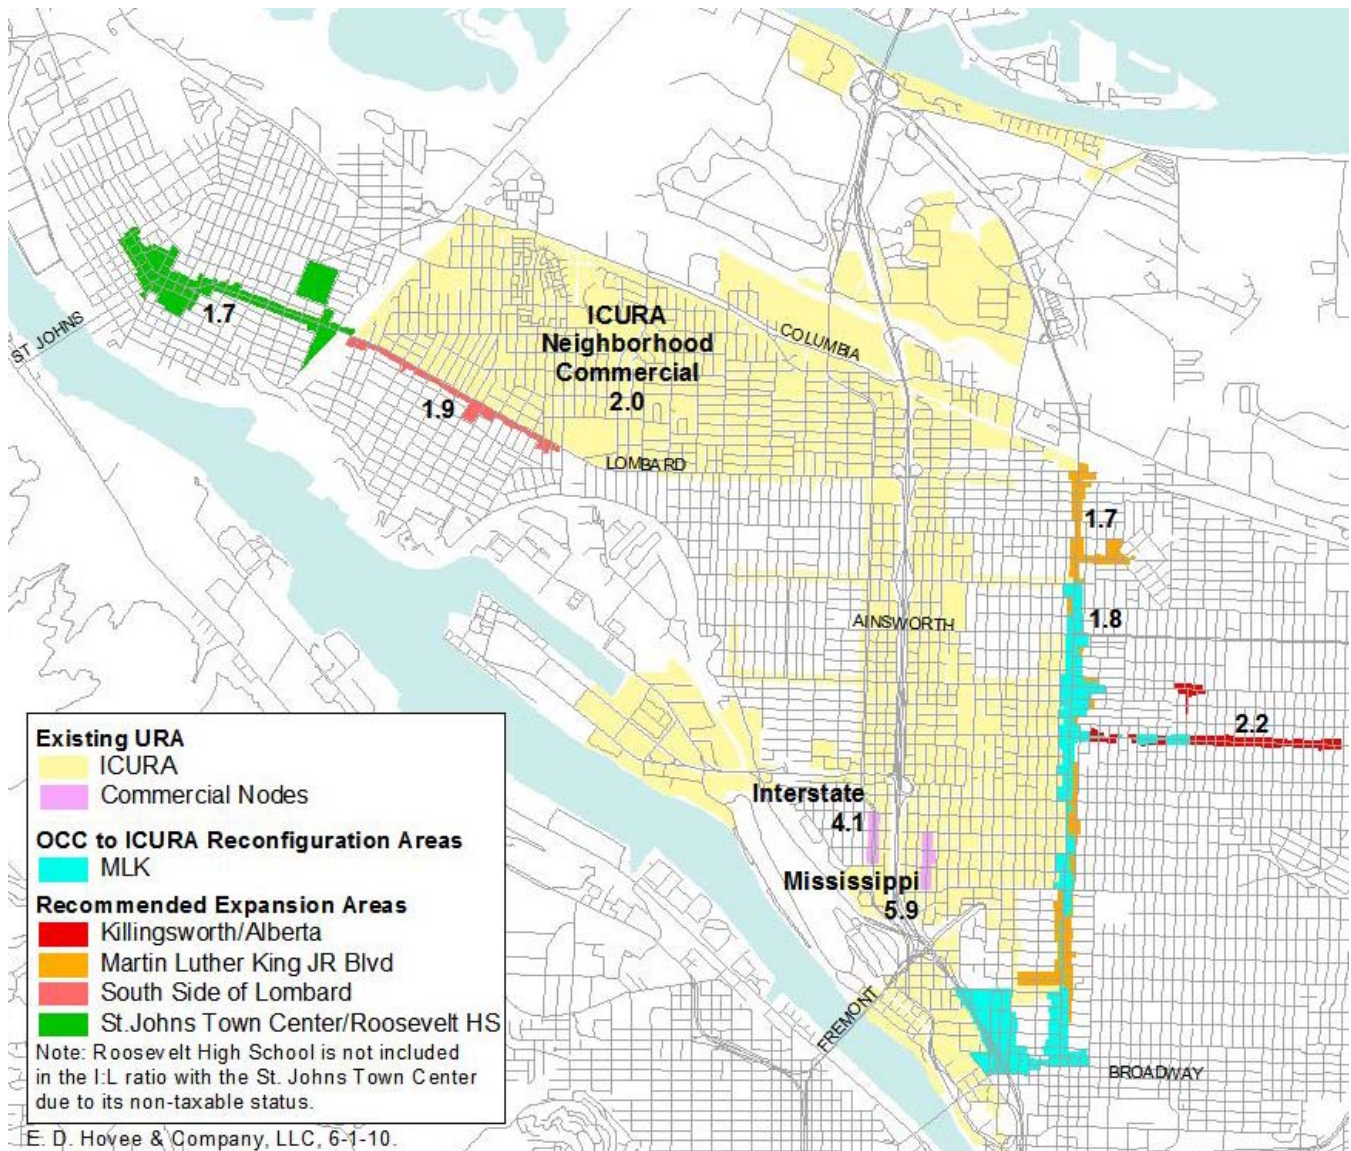 ST JOHNS
1.7
1.9
ICURA
Neighborhood
Commercial
2.0
COLUMBIA
LOMBARD
1.7
1.8
AINSWORTH
2.2
Interstate
4.1
Mississippi
5.9
FREMONT
BROADWAY
Existing URA
ICURA
Commercial Nodes
OCC to ICURA Reconfiguration Areas
MLK
Recommended Expansion Areas
Killingsworth/Alberta
Martin Luther King JR Blvd
South Side of Lombard
St.Johns Town Center/Roosevelt HS
Note: Roosevelt High School is not included
in the I:L ratio with the St. Johns Town Center
due to its non-taxable status.
E. D. Hovee & Company, LLC, 6-1-10.